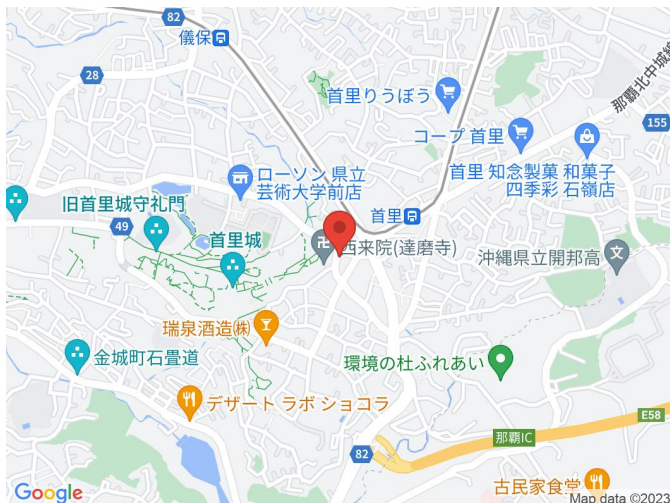 82
儀保
28
首里りうぼう
那覇北中城線
155
コープ 首里
ローソン 県立
芸術大学前店
首里 知念製菓 和菓子
四季彩 石嶺店
旧首里城守礼門
49
首里
首里城
西来院(達磨寺)
沖縄県立開邦高
文
瑞泉酒造㈱
金城町石畳道
環境の杜ふれあい
デザート ラボ ショコラ
E58
那覇IC
82
古民家食堂
Google
Map data ©2023